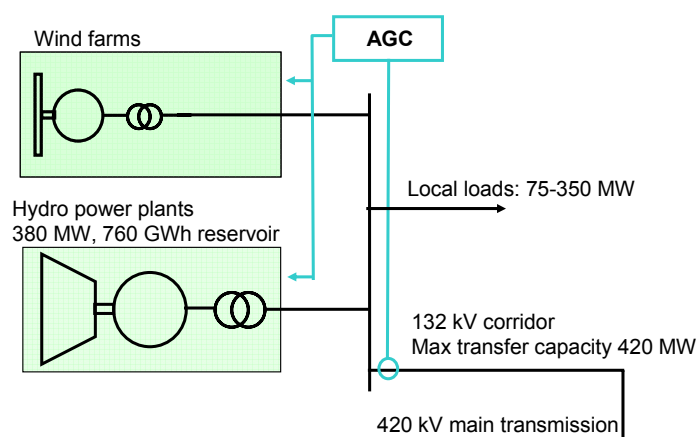 Wind farms
AGC
Local loads: 75-350 MW
Hydro power plants
380 MW, 760 GWh reservoir
132 kV corridor
Max transfer capacity 420 MW
420 kV main transmission